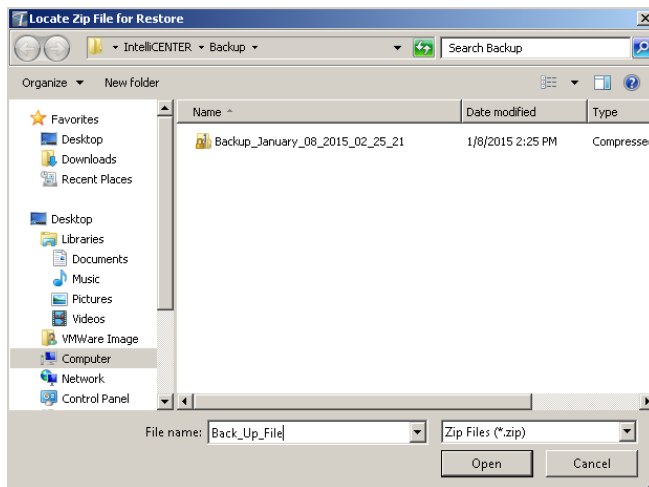 Locate Zip File for Restore
IntelliCENTER Backup
Search Backup
Organize New folder
Name Date modified Type
Favorites
Desktop
Downloads
Recent Places
Desktop
Libraries
Documents
Music
Pictures
Videos
VMWare Image
Computer
Network
Control Panel
Backup_January_08_2015_02_25_21 1/8/2015 2:25 PM Compresse
File name: Back_Up_File Zip Files (*.zip)
Open Cancel